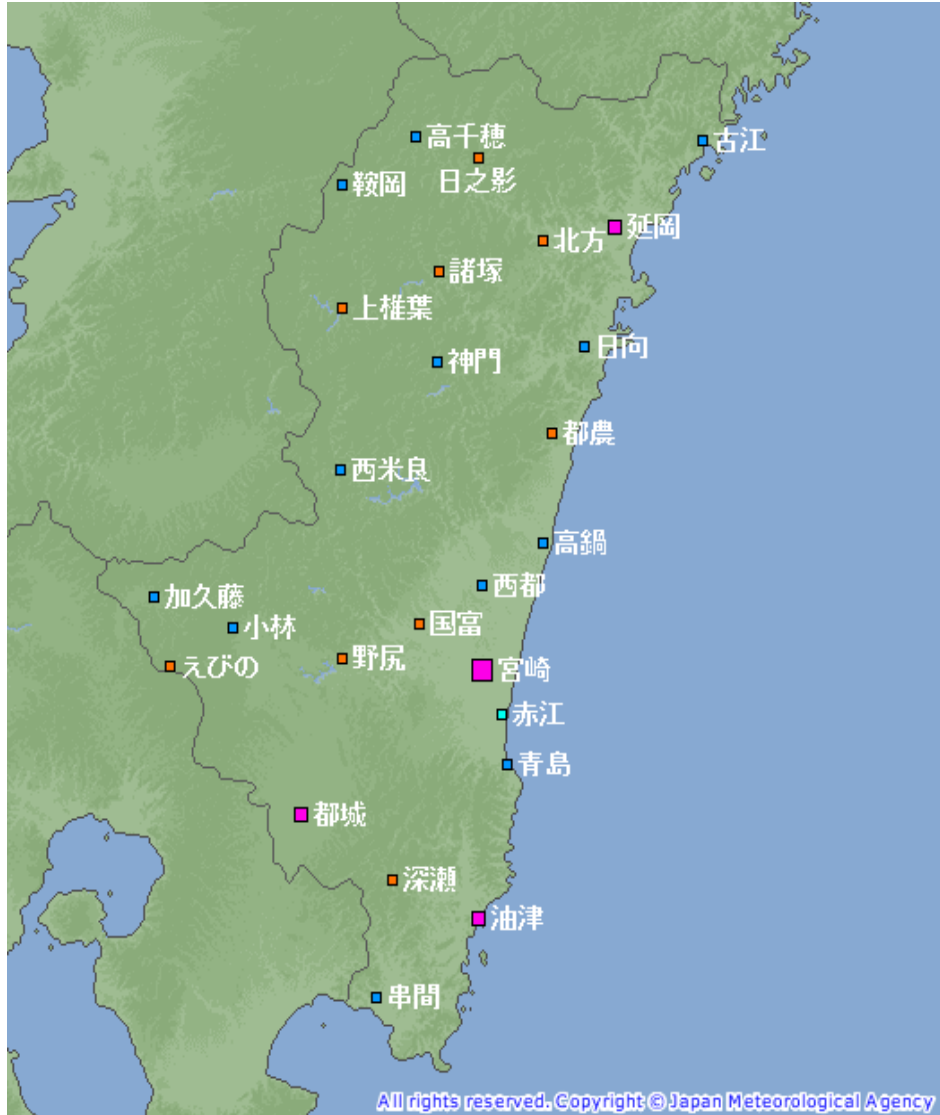 高千穂
古江
日之影
鞍岡
延岡
北方
諸塚
上椎葉
日向
神門
都農
西米良
高鍋
西都
加久藤
国富
小林
野尻
えびの
宮崎
赤江
青島
都城
深瀬
油津
串間
All rights reserved. Copyright © Japan Meteorological Agency